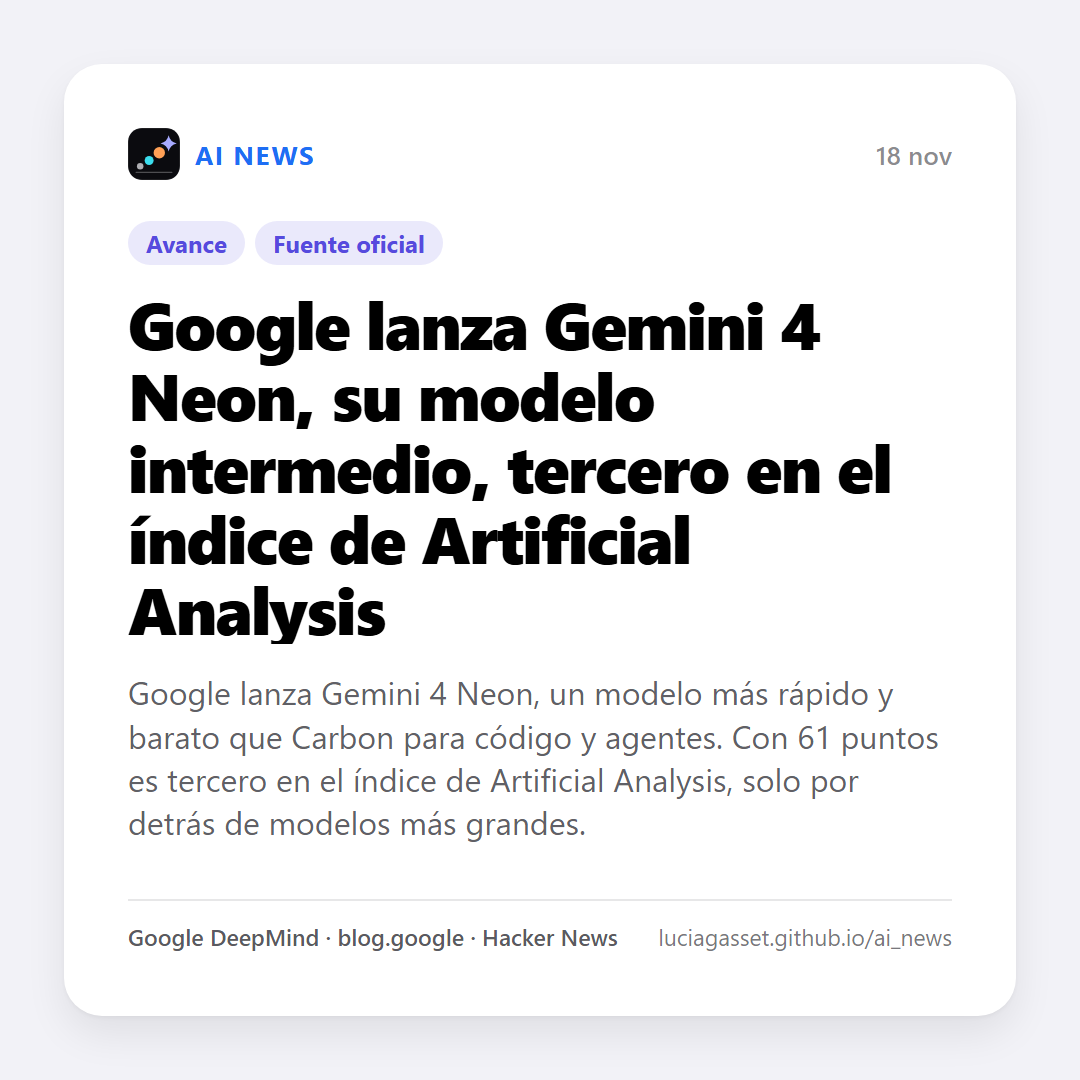 AI NEWS
18 nov
Avance
Fuente oficial
Google lanza Gemini 4
Neon, su modelo
intermedio, tercero en el
índice de Artificial
Analysis
Google lanza Gemini 4 Neon, un modelo más rápido y
barato que Carbon para código y agentes. Con 61 puntos
es tercero en el índice de Artificial Analysis, solo por
detrás de modelos más grandes.
Google DeepMind · blog.google · Hacker News
luciagasset.github.io/ai_news